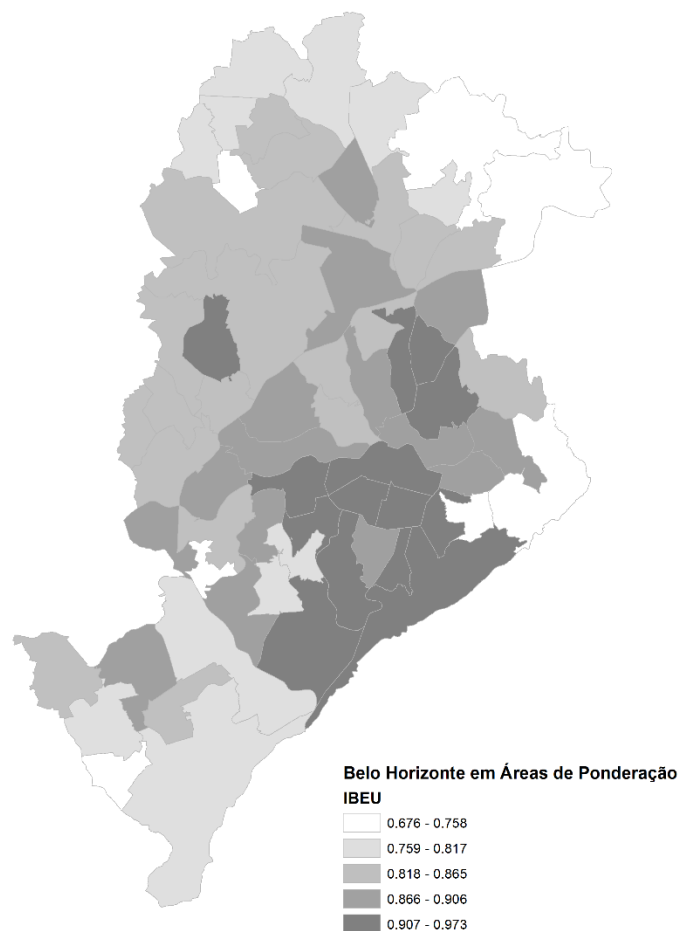 Belo Horizonte em Áreas de Ponderação
IBEU
0.676 - 0.758
0.759 - 0.817
0.818 - 0.865
0.866 - 0.906
0.907 - 0.973